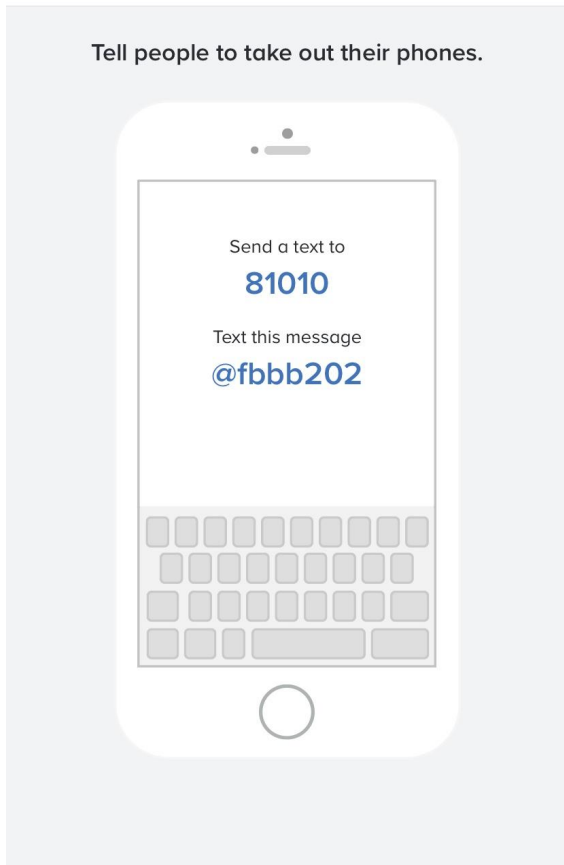 Tell people to take out their phones.
Send a text to
81010
Text this message
@fbbb202